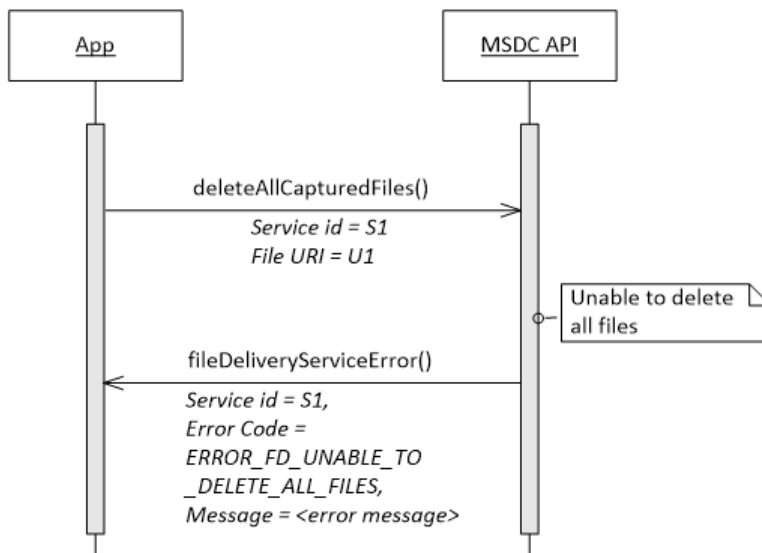 App
MSDC API
deleteAllCapturedFiles()
Service id = S1
File URI = U1
Unable to delete
all files
fileDeliveryServiceError()
Service id = S1,
Error Code =
ERROR_FD_UNABLE_TO
_DELETE_ALL_FILES,
Message = <error message>